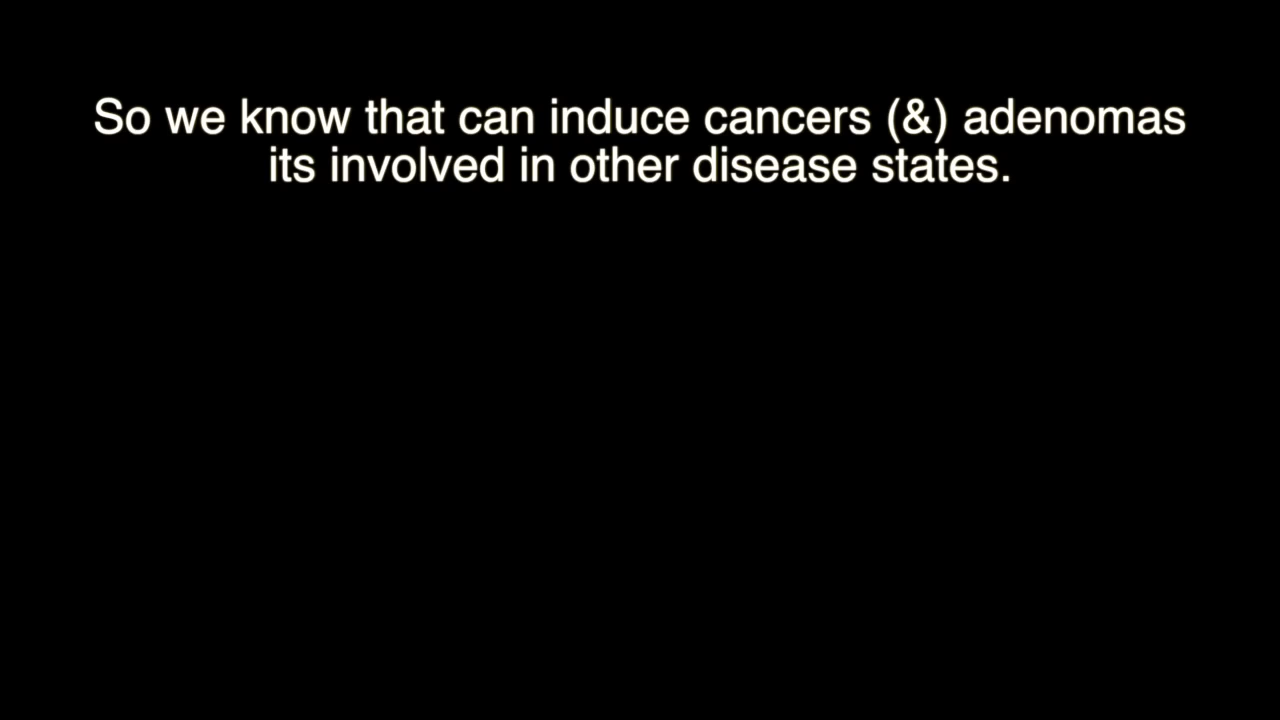 So we know that can induce cancers (&) adenomas
its involved in other disease states.